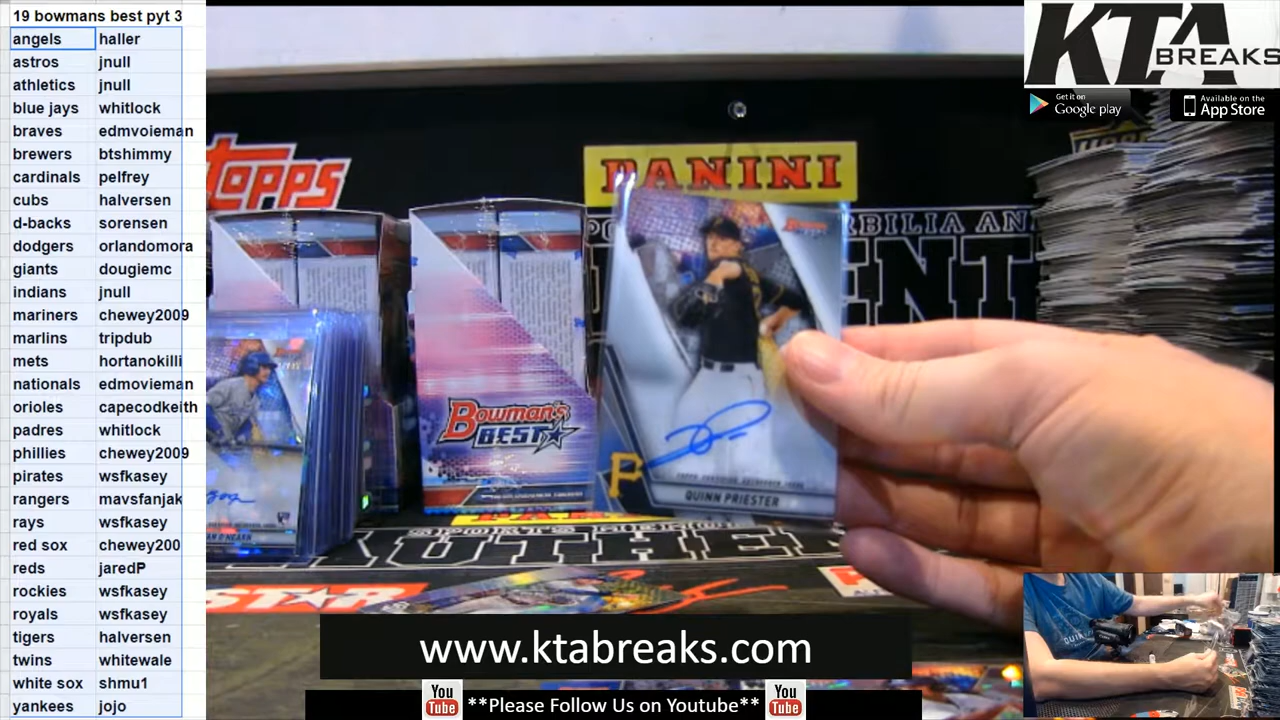 19 bowmans best pyt 3
angels haller
astros jnull
athletics jnull
blue jays whitlock
braves edmvoieman
brewers btshimmy
cardinals pelfrey
cubs halversen
d-backs sorensen
dodgers orlandomora
giants dougiemc
indians jnull
mariners chewey2009
marlins tripdub
mets hortanokilli
nationals edmovieman
orioles capecodkeith
padres whitlock
phillies chewey2009
pirates wsfkasey
rangers mavsfanjak
rays wsfkasey
red sox chewey200
reds jaredP
rockies wsfkasey
royals wsfkasey
tigers halversen
twins whitewale
white sox shmu1
yankees jojo
TOPPS
PANINI
BOWMAN'S
BEST
P
QUINN PRIESTER
KTA
BREAKS
Get it on
Google play
Available on the
App Store
www.ktabreaks.com
You
Tube
**Please Follow Us on Youtube**
You
Tube